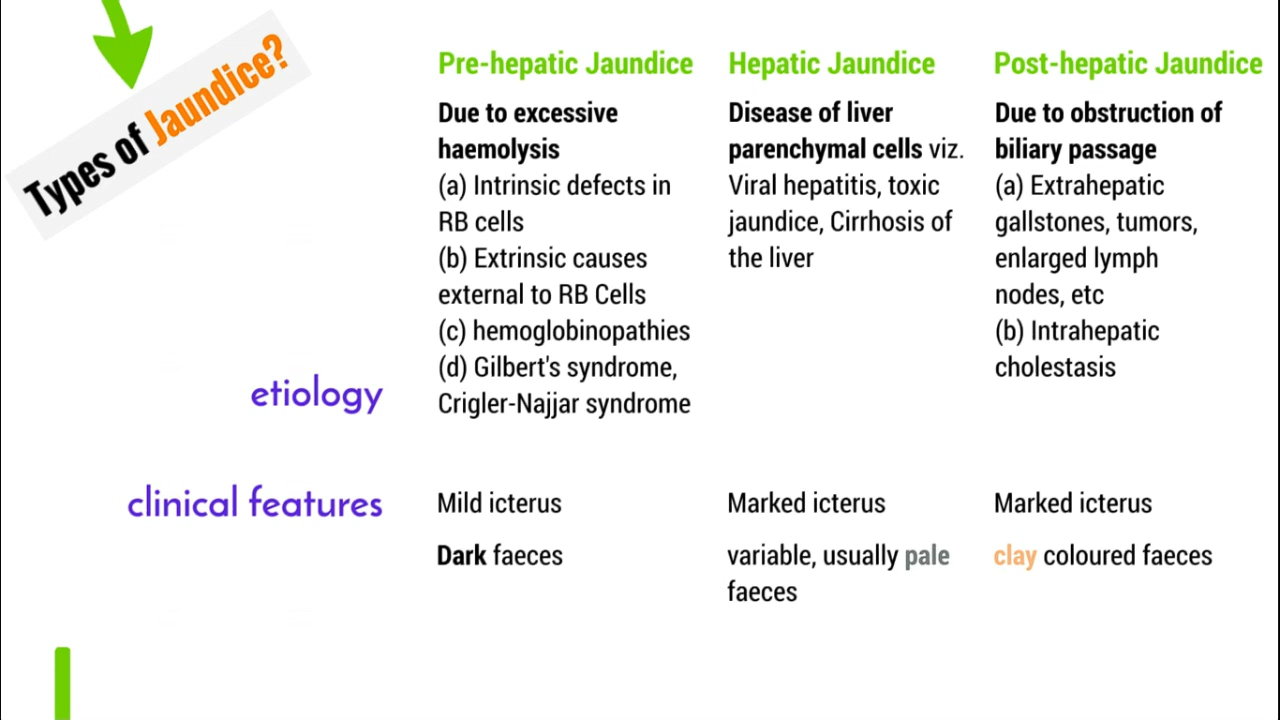 Types of Jaundice?
Pre-hepatic Jaundice
Due to excessive
haemolysis
(a) Intrinsic defects in
RB cells
(b) Extrinsic causes
external to RB Cells
(c) hemoglobinopathies
(d) Gilbert's syndrome,
Crigler-Najjar syndrome
Hepatic Jaundice
Disease of liver
parenchymal cells viz.
Viral hepatitis, toxic
jaundice, Cirrhosis of
the liver
Post-hepatic Jaundice
Due to obstruction of
biliary passage
(a) Extrahepatic
gallstones, tumors,
enlarged lymph
nodes, etc
(b) Intrahepatic
cholestasis
etiology
clinical features
Mild icterus
Dark faeces
Marked icterus
variable, usually pale
faeces
Marked icterus
clay coloured faeces